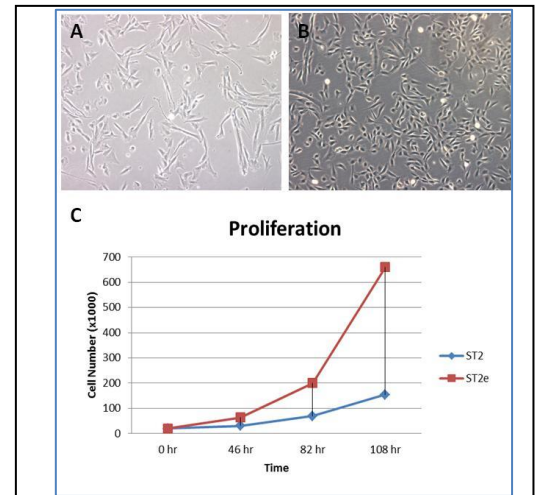 A
B
C
Proliferation
Cell Number (x1000)
700
600
500
400
300
200
100
0
0 hr
46 hr
82 hr
108 hr
Time
ST2
ST2e